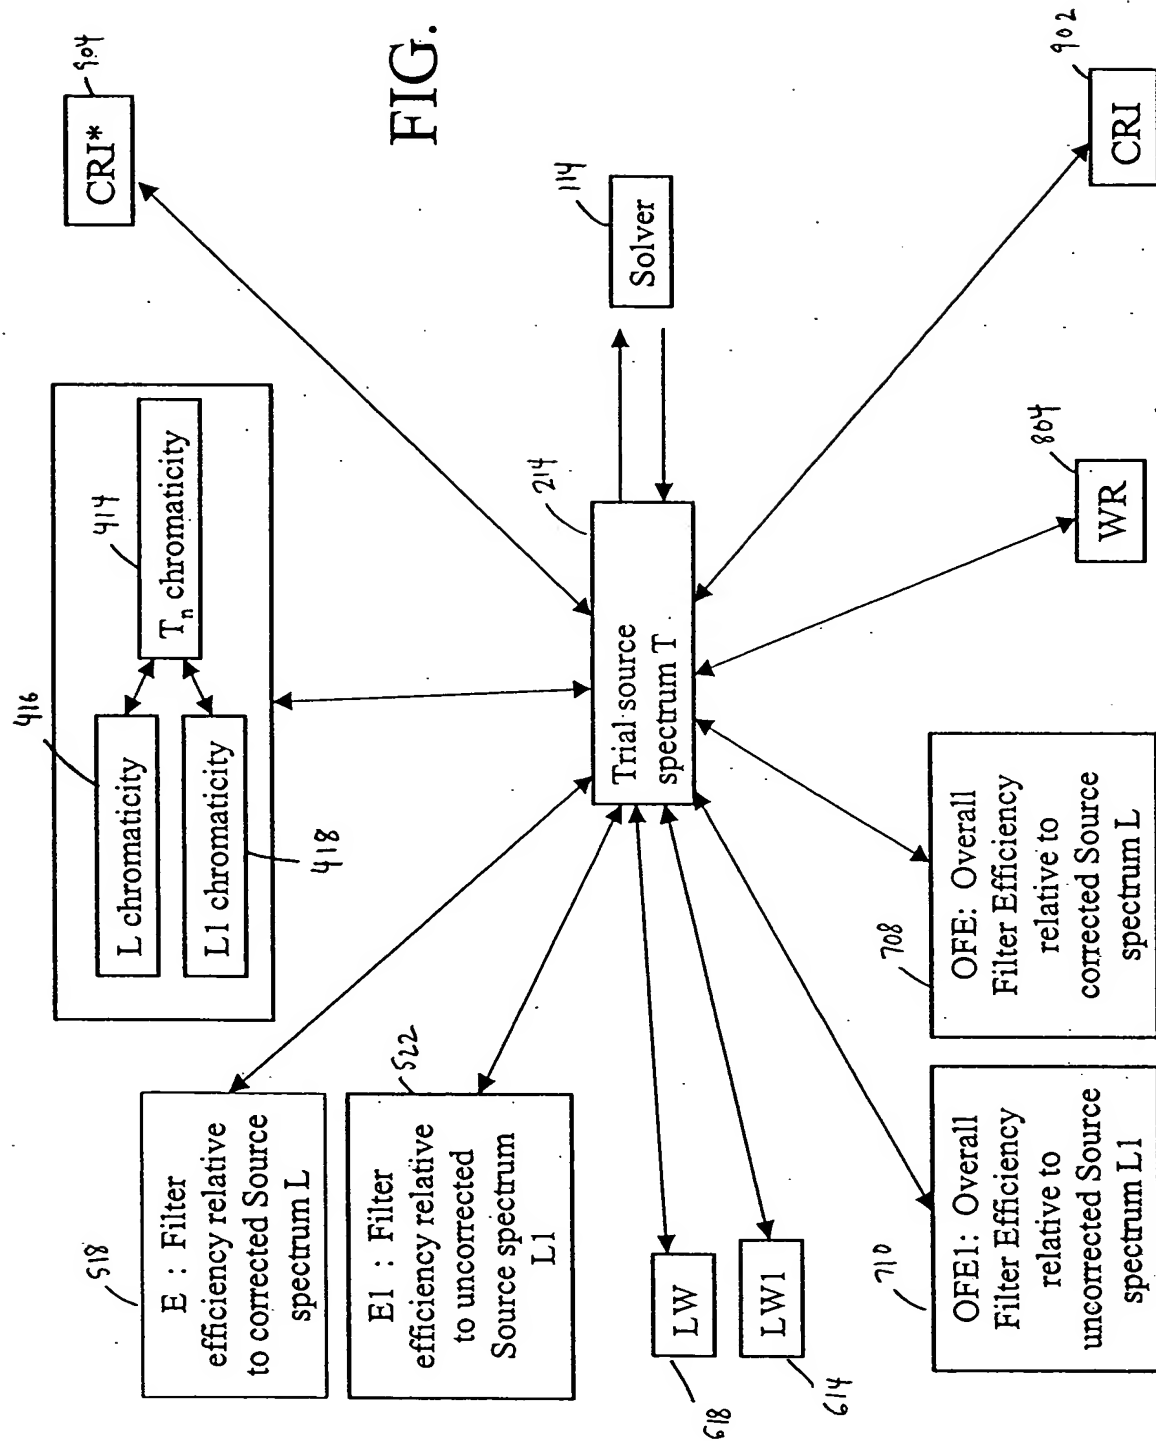 518
E : Filter
efficiency relative
to corrected Source
spectrum L
522
E1 : Filter
efficiency relative
to uncorrected
Source spectrum
L1
618
LW
LW1
614
710
OFE1: Overall
Filter Efficiency
relative to
uncorrected Source
spectrum L1
416
L chromaticity
L1 chromaticity
418
414
Tₙ chromaticity
214
Trial source
spectrum T
708
OFE: Overall
Filter Efficiency
relative to
corrected Source
spectrum L
804
WR
114
Solver
904
CRI*
FIG.
902
CRI